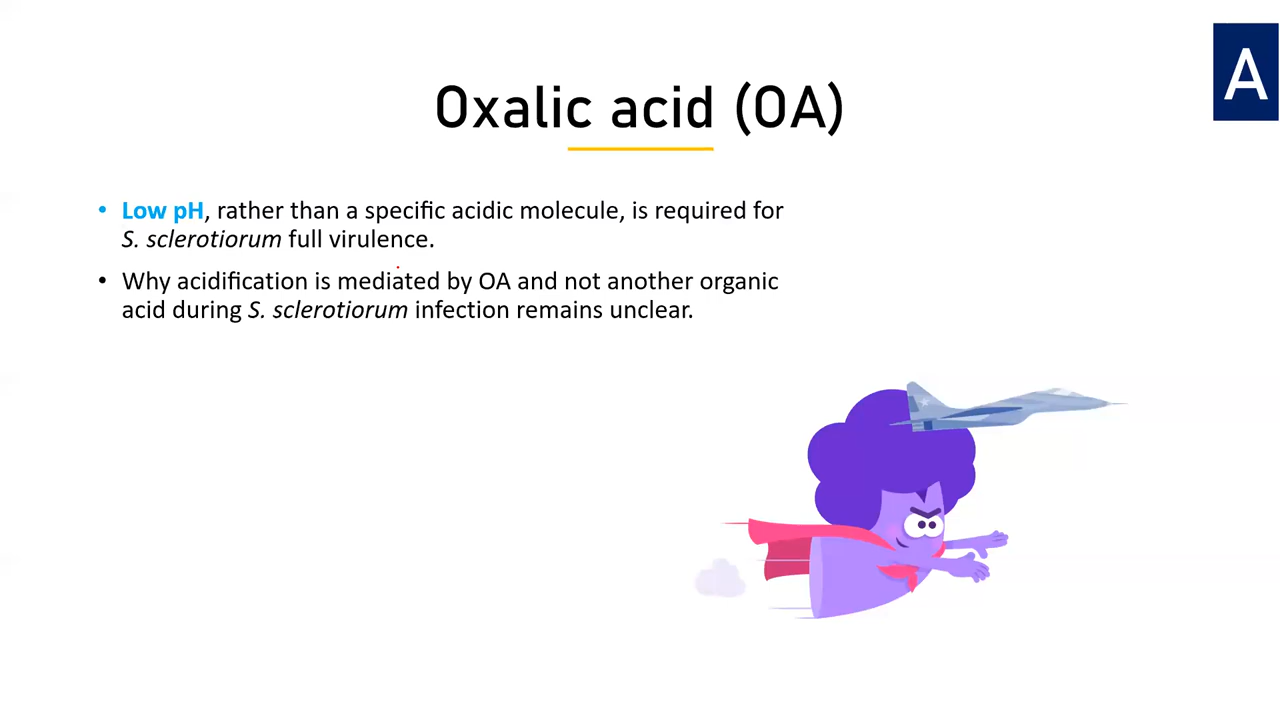 A
Oxalic acid (OA)
• Low pH, rather than a specific acidic molecule, is required for
S. sclerotiorum full virulence.
• Why acidification is mediated by OA and not another organic
acid during S. sclerotiorum infection remains unclear.